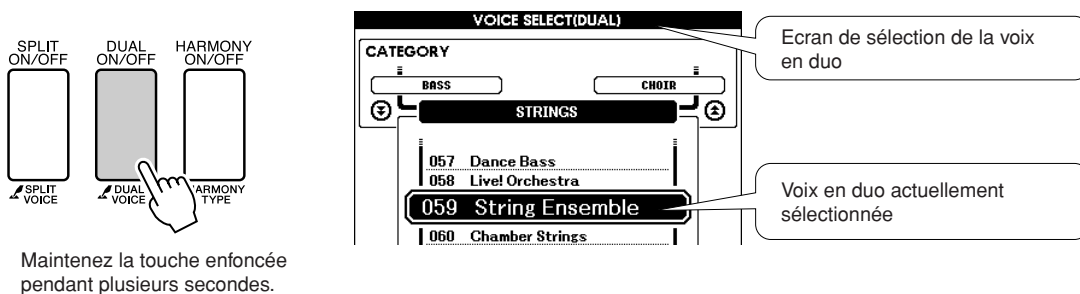 SPLIT
ON/OFF
DUAL
ON/OFF
HARMONY
ON/OFF
SPLIT
VOICE
DUAL
VOICE
ARMONY
TYPE
Maintenez la touche enfoncée
pendant plusieurs secondes.
VOICE SELECT(DUAL)
CATEGORY
BASS
CHOIR
STRINGS
057 Dance Bass
058 Live! Orchestra
059 String Ensemble
060 Chamber Strings
Ecran de sélection de la voix
en duo
Voix en duo actuellement
sélectionnée